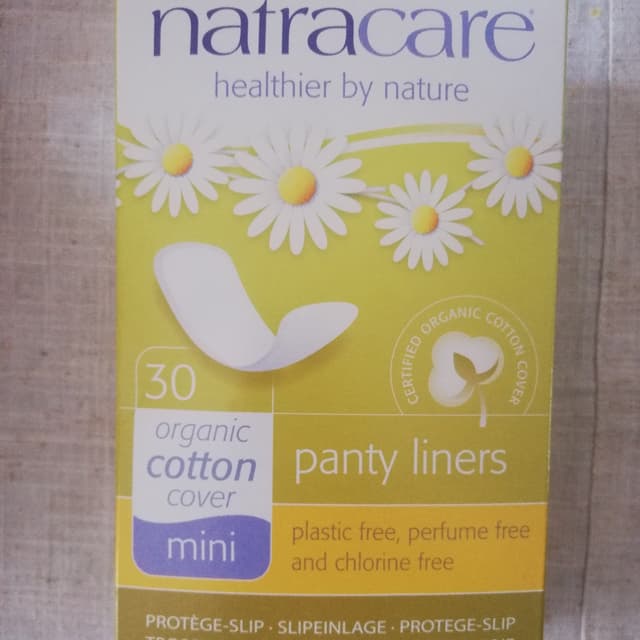 natracare
healthier by nature
CERTIFIED ORGANIC COTTON COVER
30
organic
cotton
cover
mini
panty liners
plastic free, perfume free
and chlorine free
PROTÈGE-SLIP · SLIPEINLAGE · PROTEGE-SLIP